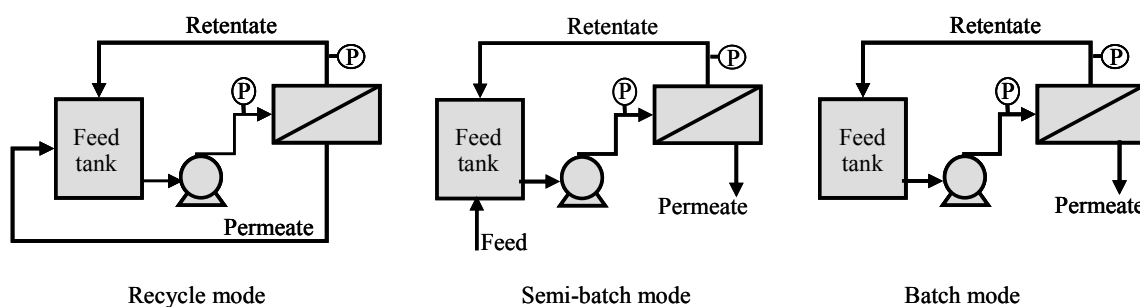 Retentate
P
P
Feed
tank
Permeate
Recycle mode
Retentate
P
P
Feed
tank
Permeate
Feed
Semi-batch mode
Retentate
P
P
Feed
tank
Permeate
Batch mode